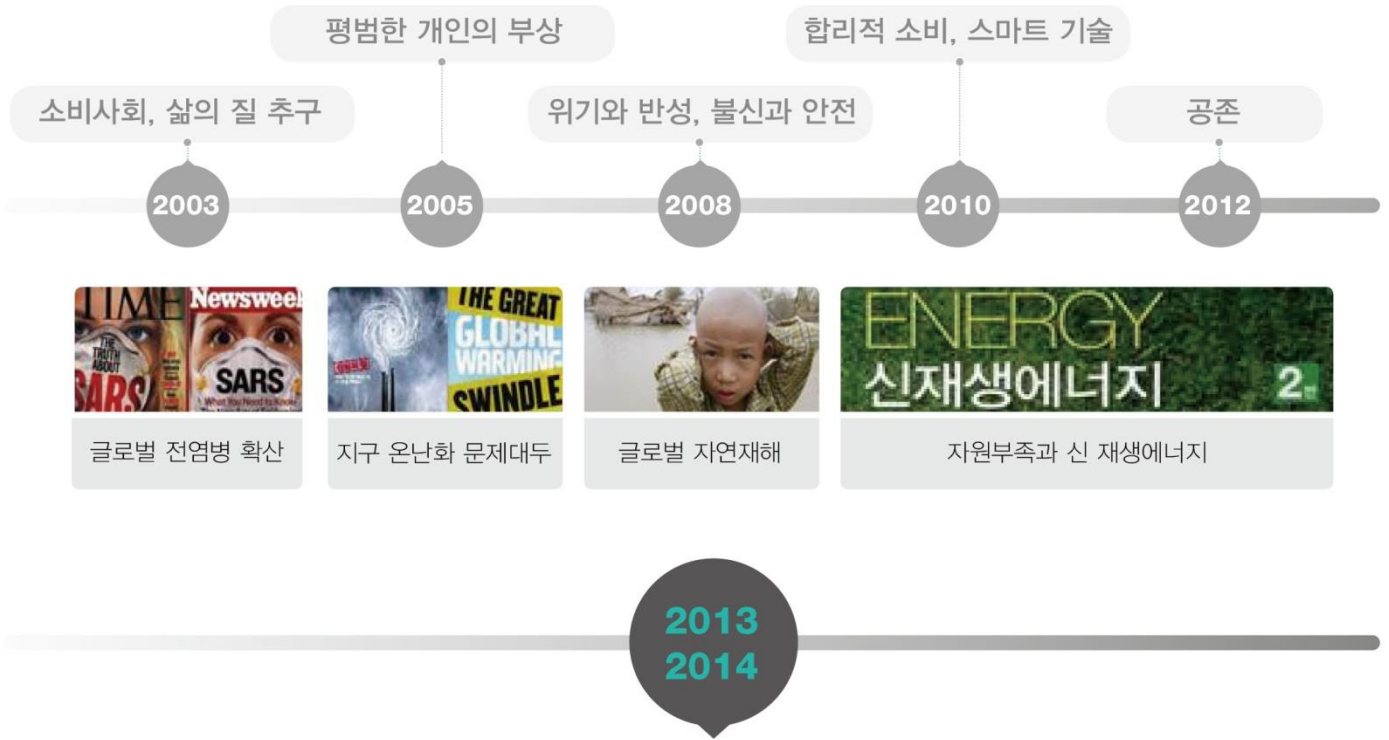 평범한 개인의 부상
합리적 소비, 스마트 기술
소비사회, 삶의 질 추구
위기와 반성, 불신과 안전
공존
2003
2005
2008
2010
2012
TIME
THE TRUTH ABOUT
SARS
Newsweek
SARS
What You Need to Know
THE GREAT
GLOBAL
WARMING
SWINDLE
ENERGY
신재생에너지
2
글로벌 전염병 확산
지구 온난화 문제대두
글로벌 자연재해
자원부족과 신 재생에너지
2013
2014